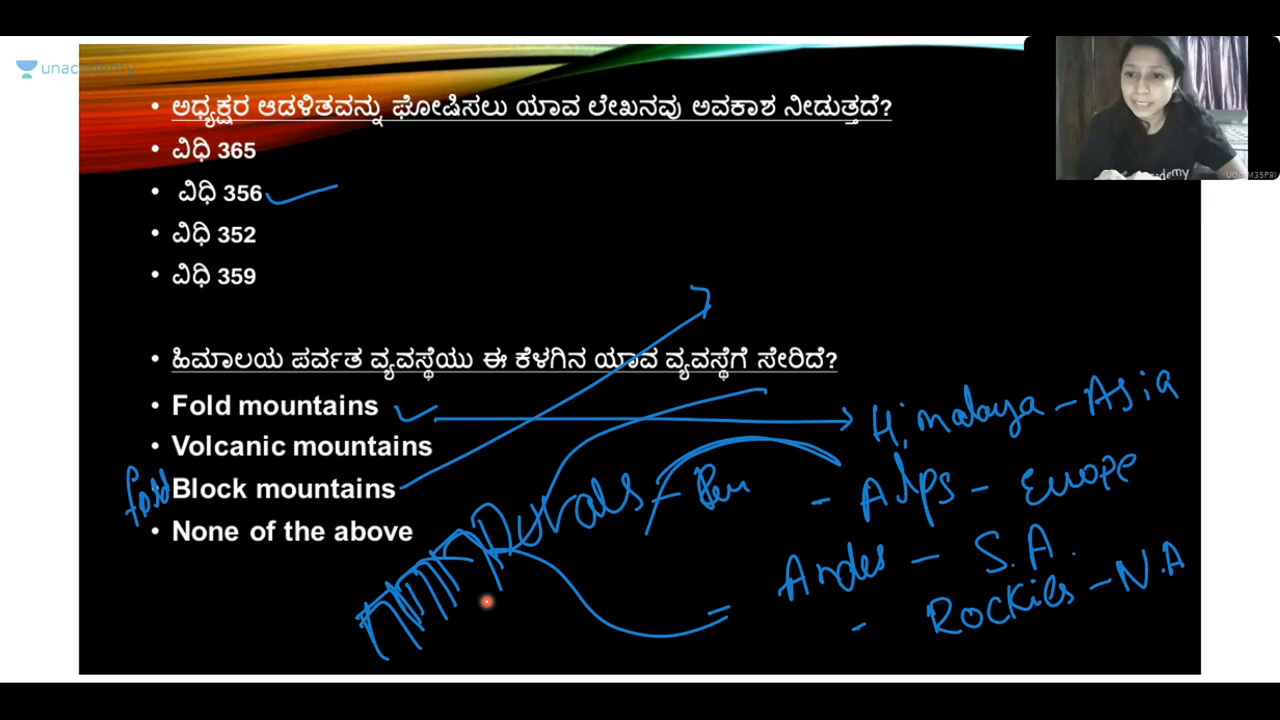 unacademy
• ಅಧ್ಯಕ್ಷರ ಆಡಳಿತವನ್ನು ಘೋಷಿಸಲು ಯಾವ ಲೇಖನವು ಅವಕಾಶ ನೀಡುತ್ತದೆ?
• ವಿಧಿ 365
• ವಿಧಿ 356
• ವಿಧಿ 352
• ವಿಧಿ 359
• ಹಿಮಾಲಯ ಪರ್ವತ ವ್ಯವಸ್ಥೆಯು ಈ ಕೆಳಗಿನ ಯಾವ ವ್ಯವಸ್ಥೆಗೆ ಸೇರಿದೆ?
• Fold mountains
• Volcanic mountains
fold
• Block mountains
• None of the above
Himalaya - Asia
- Alps - Europe
Andes - S.A.
- Rockies - N.A
Urals -